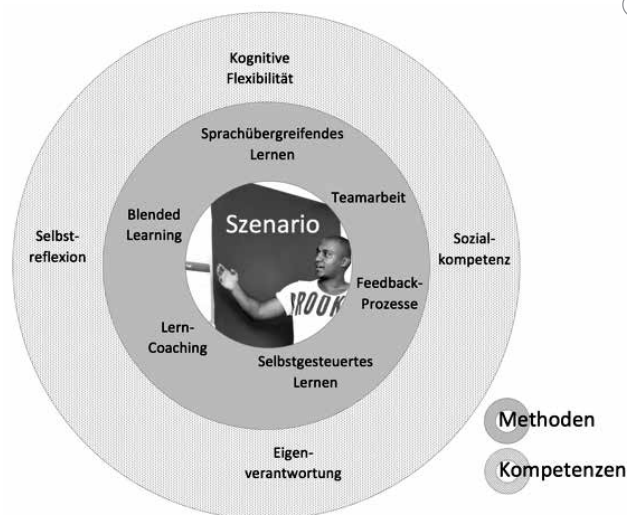 Kognitive
Flexibilität
Sprachübergreifendes
Lernen
Teamarbeit
Blended
Learning
Szenario
Selbst-
reflexion
Sozial-
kompetenz
Feedback-
Prozesse
BROOK
Lern-
Coaching
Selbstgesteuertes
Lernen
Eigen-
verantwortung
Methoden
Kompetenzen